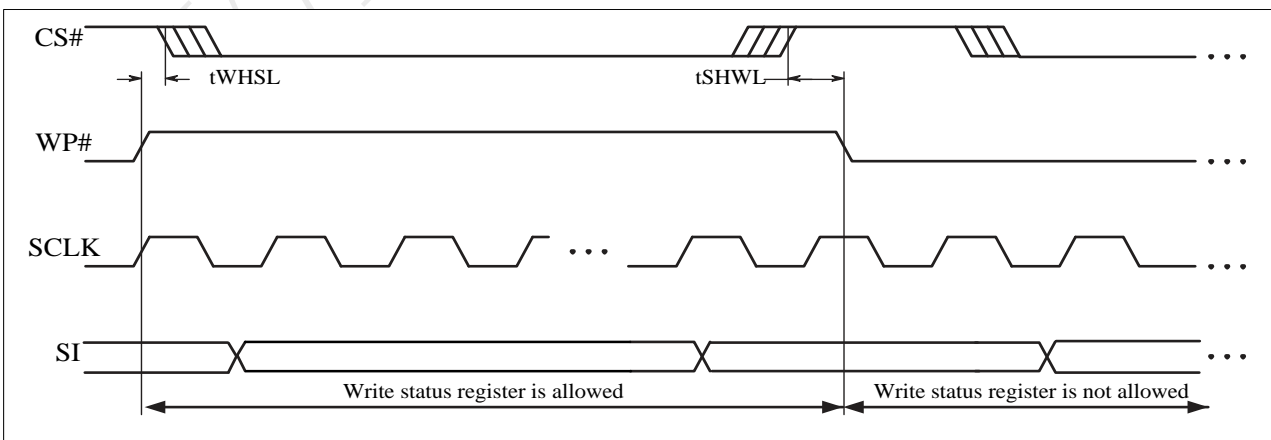 CS#
tWHSL
tSHWL
...
WP#
...
SCLK
...
...
SI
...
Write status register is allowed
Write status register is not allowed